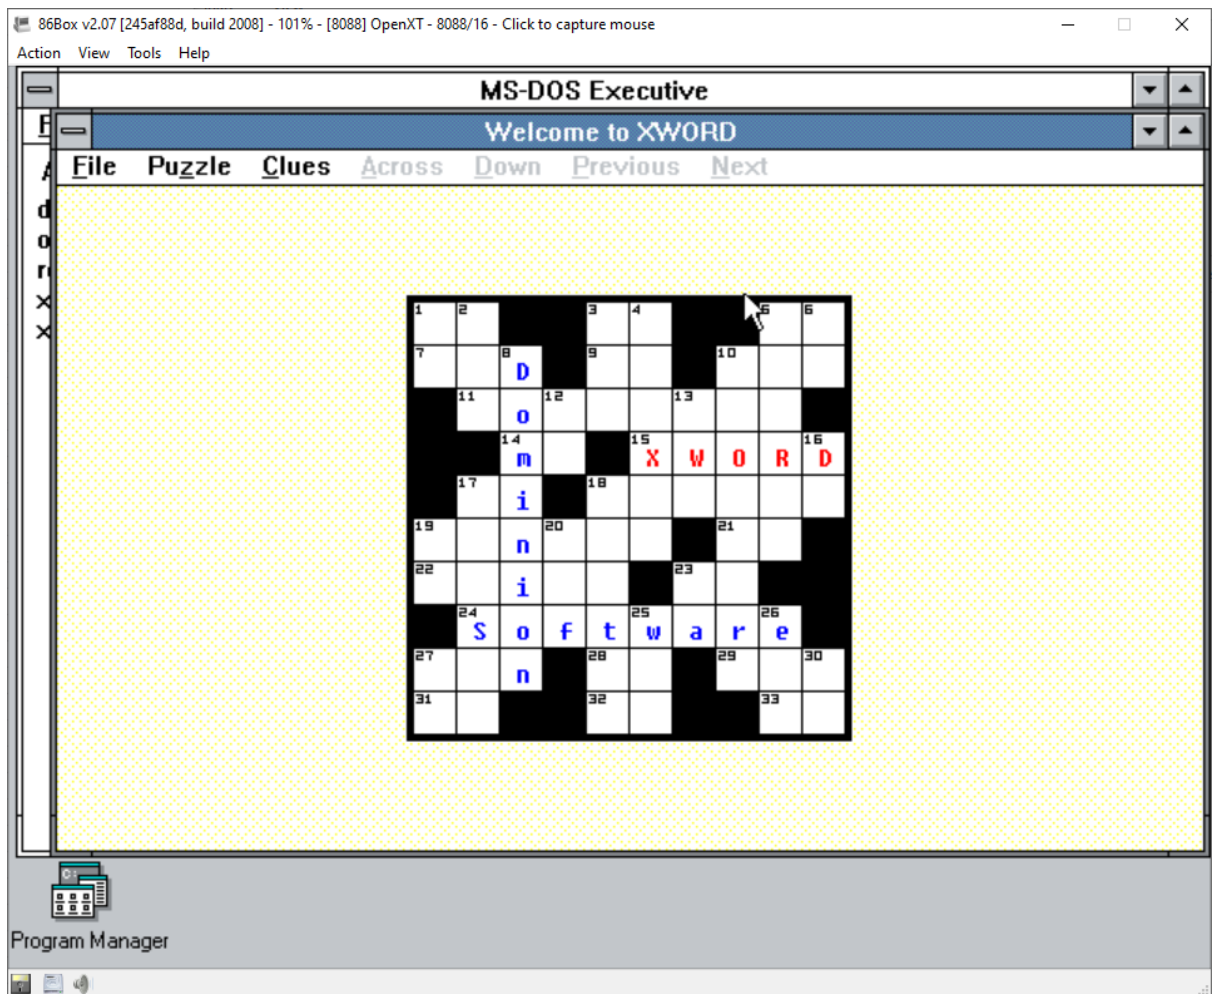 86Box v2.07 [245af88d, build 2008] - 101% - [8088] OpenXT - 8088/16 - Click to capture mouse
Action View Tools Help
MS-DOS Executive
Welcome to XWORD
File Puzzle Clues Across Down Previous Next
1 2 3 4 5 6
7 8 D 9 10
11 o 12 13
14 m 15 X W O R 16 D
17 i 18
19 n 20 21
22 i 23
24 S o f t 25 w a r 26 e
27 n 28 29 30
31 32 33
C:
Program Manager